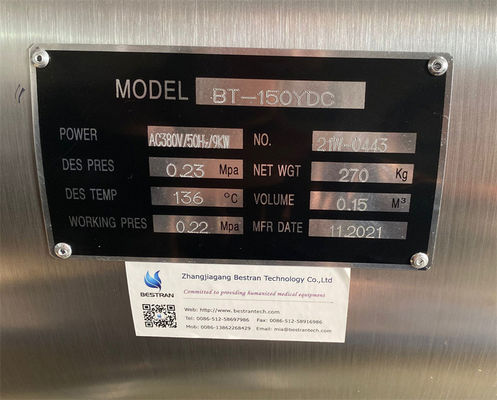 MODEL BT-150YDC
POWER AC380V/50Hz/9KW NO. 21W-0443
DES PRES 0.23 Mpa NET WGT 270 Kg
DES TEMP 136 °C VOLUME 0.15 M³
WORKING PRES 0.22 Mpa MFR DATE 11.2021
Zhangjiagang Bestran Technology Co.,Ltd
BESTRAN
Committed to providing humanized medical equipment
Web: http://www.bestrantech.com
Tel: 0086-512-58697986 Fax: 0086-512-58916986
Mob: 0086-13862268429 Email: mia@bestrantech.com